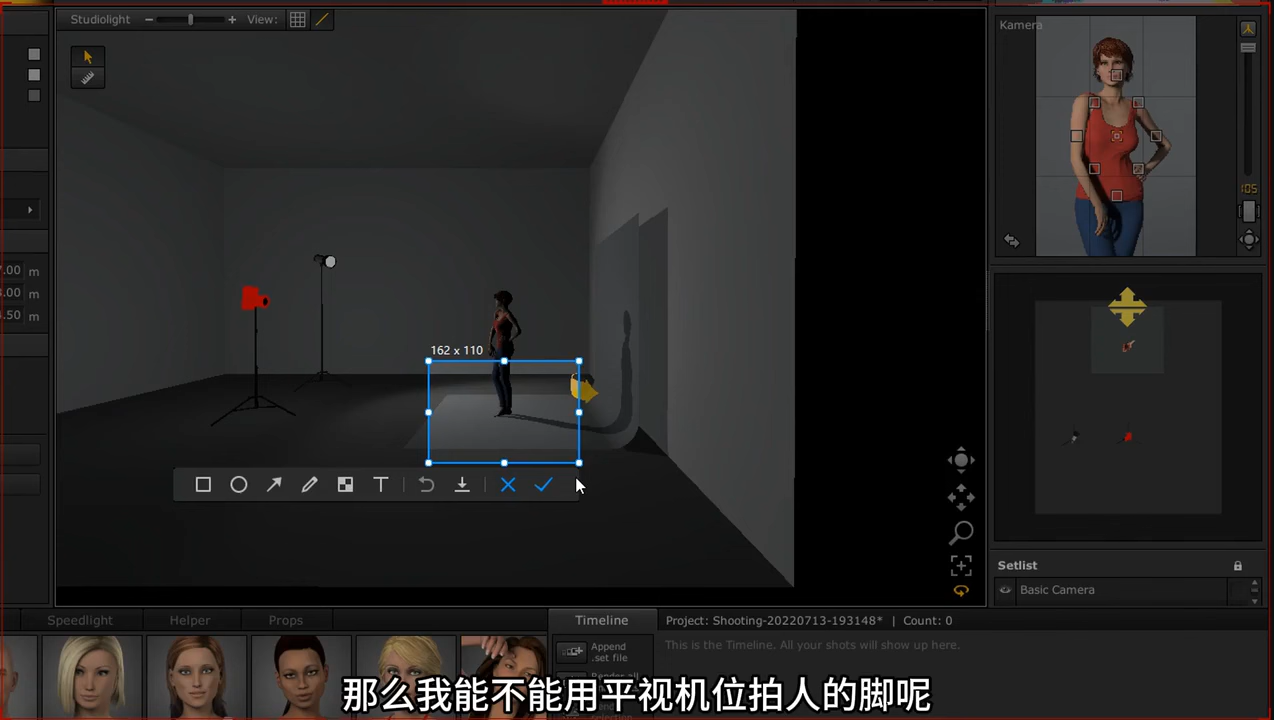 Studiolight
View:
Kamera
105
7.00 m
.00 m
.50 m
162 x 110
Setlist
Basic Camera
Speedlight
Helper
Props
Timeline
Project: Shooting-20220713-193148* | Count: 0
Append
.set file
This is the Timeline. All your shots will show up here.
那么我能不能用平视机位拍人的脚呢